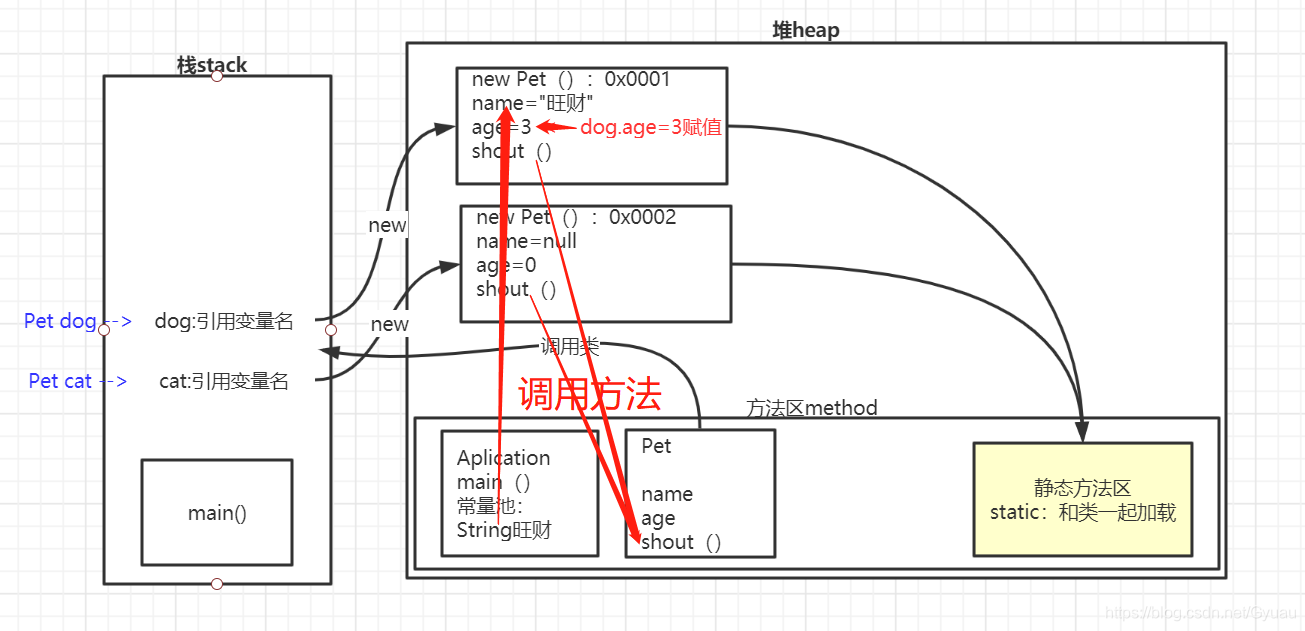 堆heap
栈stack
new Pet（）：0x0001
name="旺财"
age=3
dog.age=3赋值
shout（）
new
new Pet（）：0x0002
name=null
age=0
shout（）
Pet dog -->
dog:引用变量名
new
调用类
Pet cat -->
cat:引用变量名
调用方法
方法区method
Aplication
main（）
常量池：
String旺财
Pet
name
age
shout（）
静态方法区
static：和类一起加载
main()
https://blog.csdn.net/Gyuau